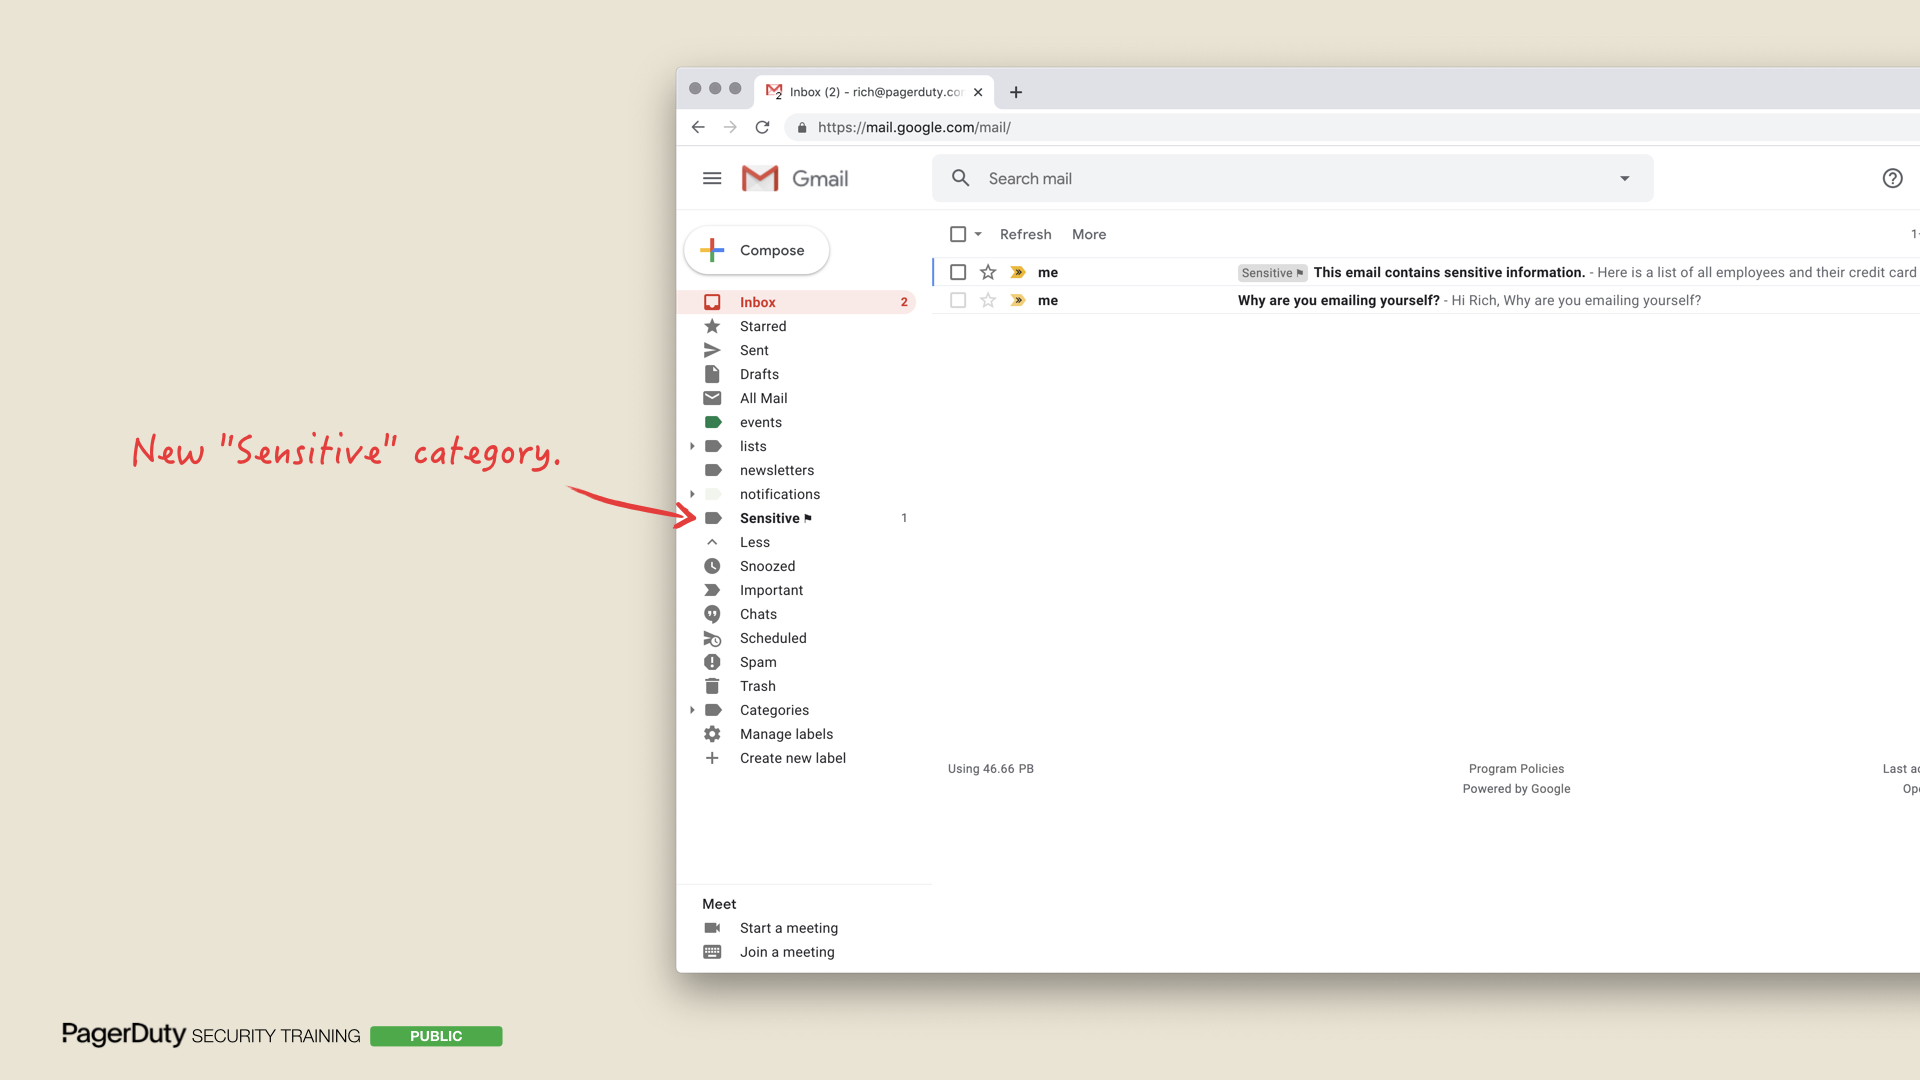 Inbox (2) - rich@pagerduty.co
https://mail.google.com/mail/
Gmail
Search mail
Compose
Refresh More
me Sensitive This email contains sensitive information. - Here is a list of all employees and their credit card
me Why are you emailing yourself? - Hi Rich, Why are you emailing yourself?
Inbox 2
Starred
Sent
Drafts
All Mail
events
lists
newsletters
notifications
Sensitive 1
Less
Snoozed
Important
Chats
Scheduled
Spam
Trash
Categories
Manage labels
Create new label
New "Sensitive" category.
Using 46.66 PB
Program Policies
Powered by Google
Last
Meet
Start a meeting
Join a meeting
PagerDuty SECURITY TRAINING PUBLIC